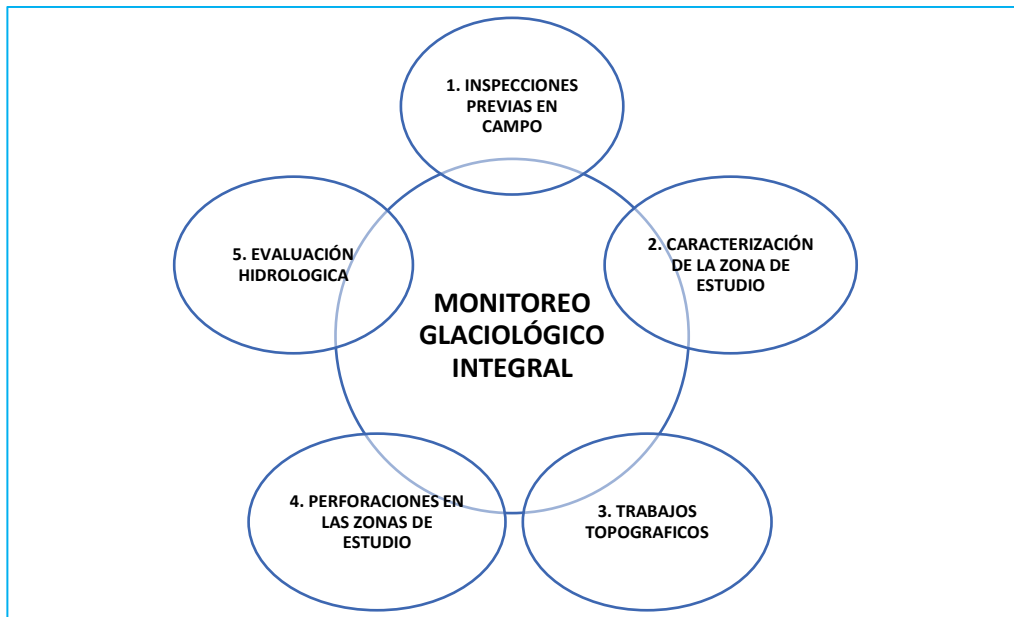 1. INSPECCIONES
PREVIAS EN
CAMPO
2. CARACTERIZACIÓN
DE LA ZONA DE
ESTUDIO
3. TRABAJOS
TOPOGRAFICOS
4. PERFORACIONES EN
LAS ZONAS DE
ESTUDIO
5. EVALUACIÓN
HIDROLOGICA
MONITOREO
GLACIOLÓGICO
INTEGRAL